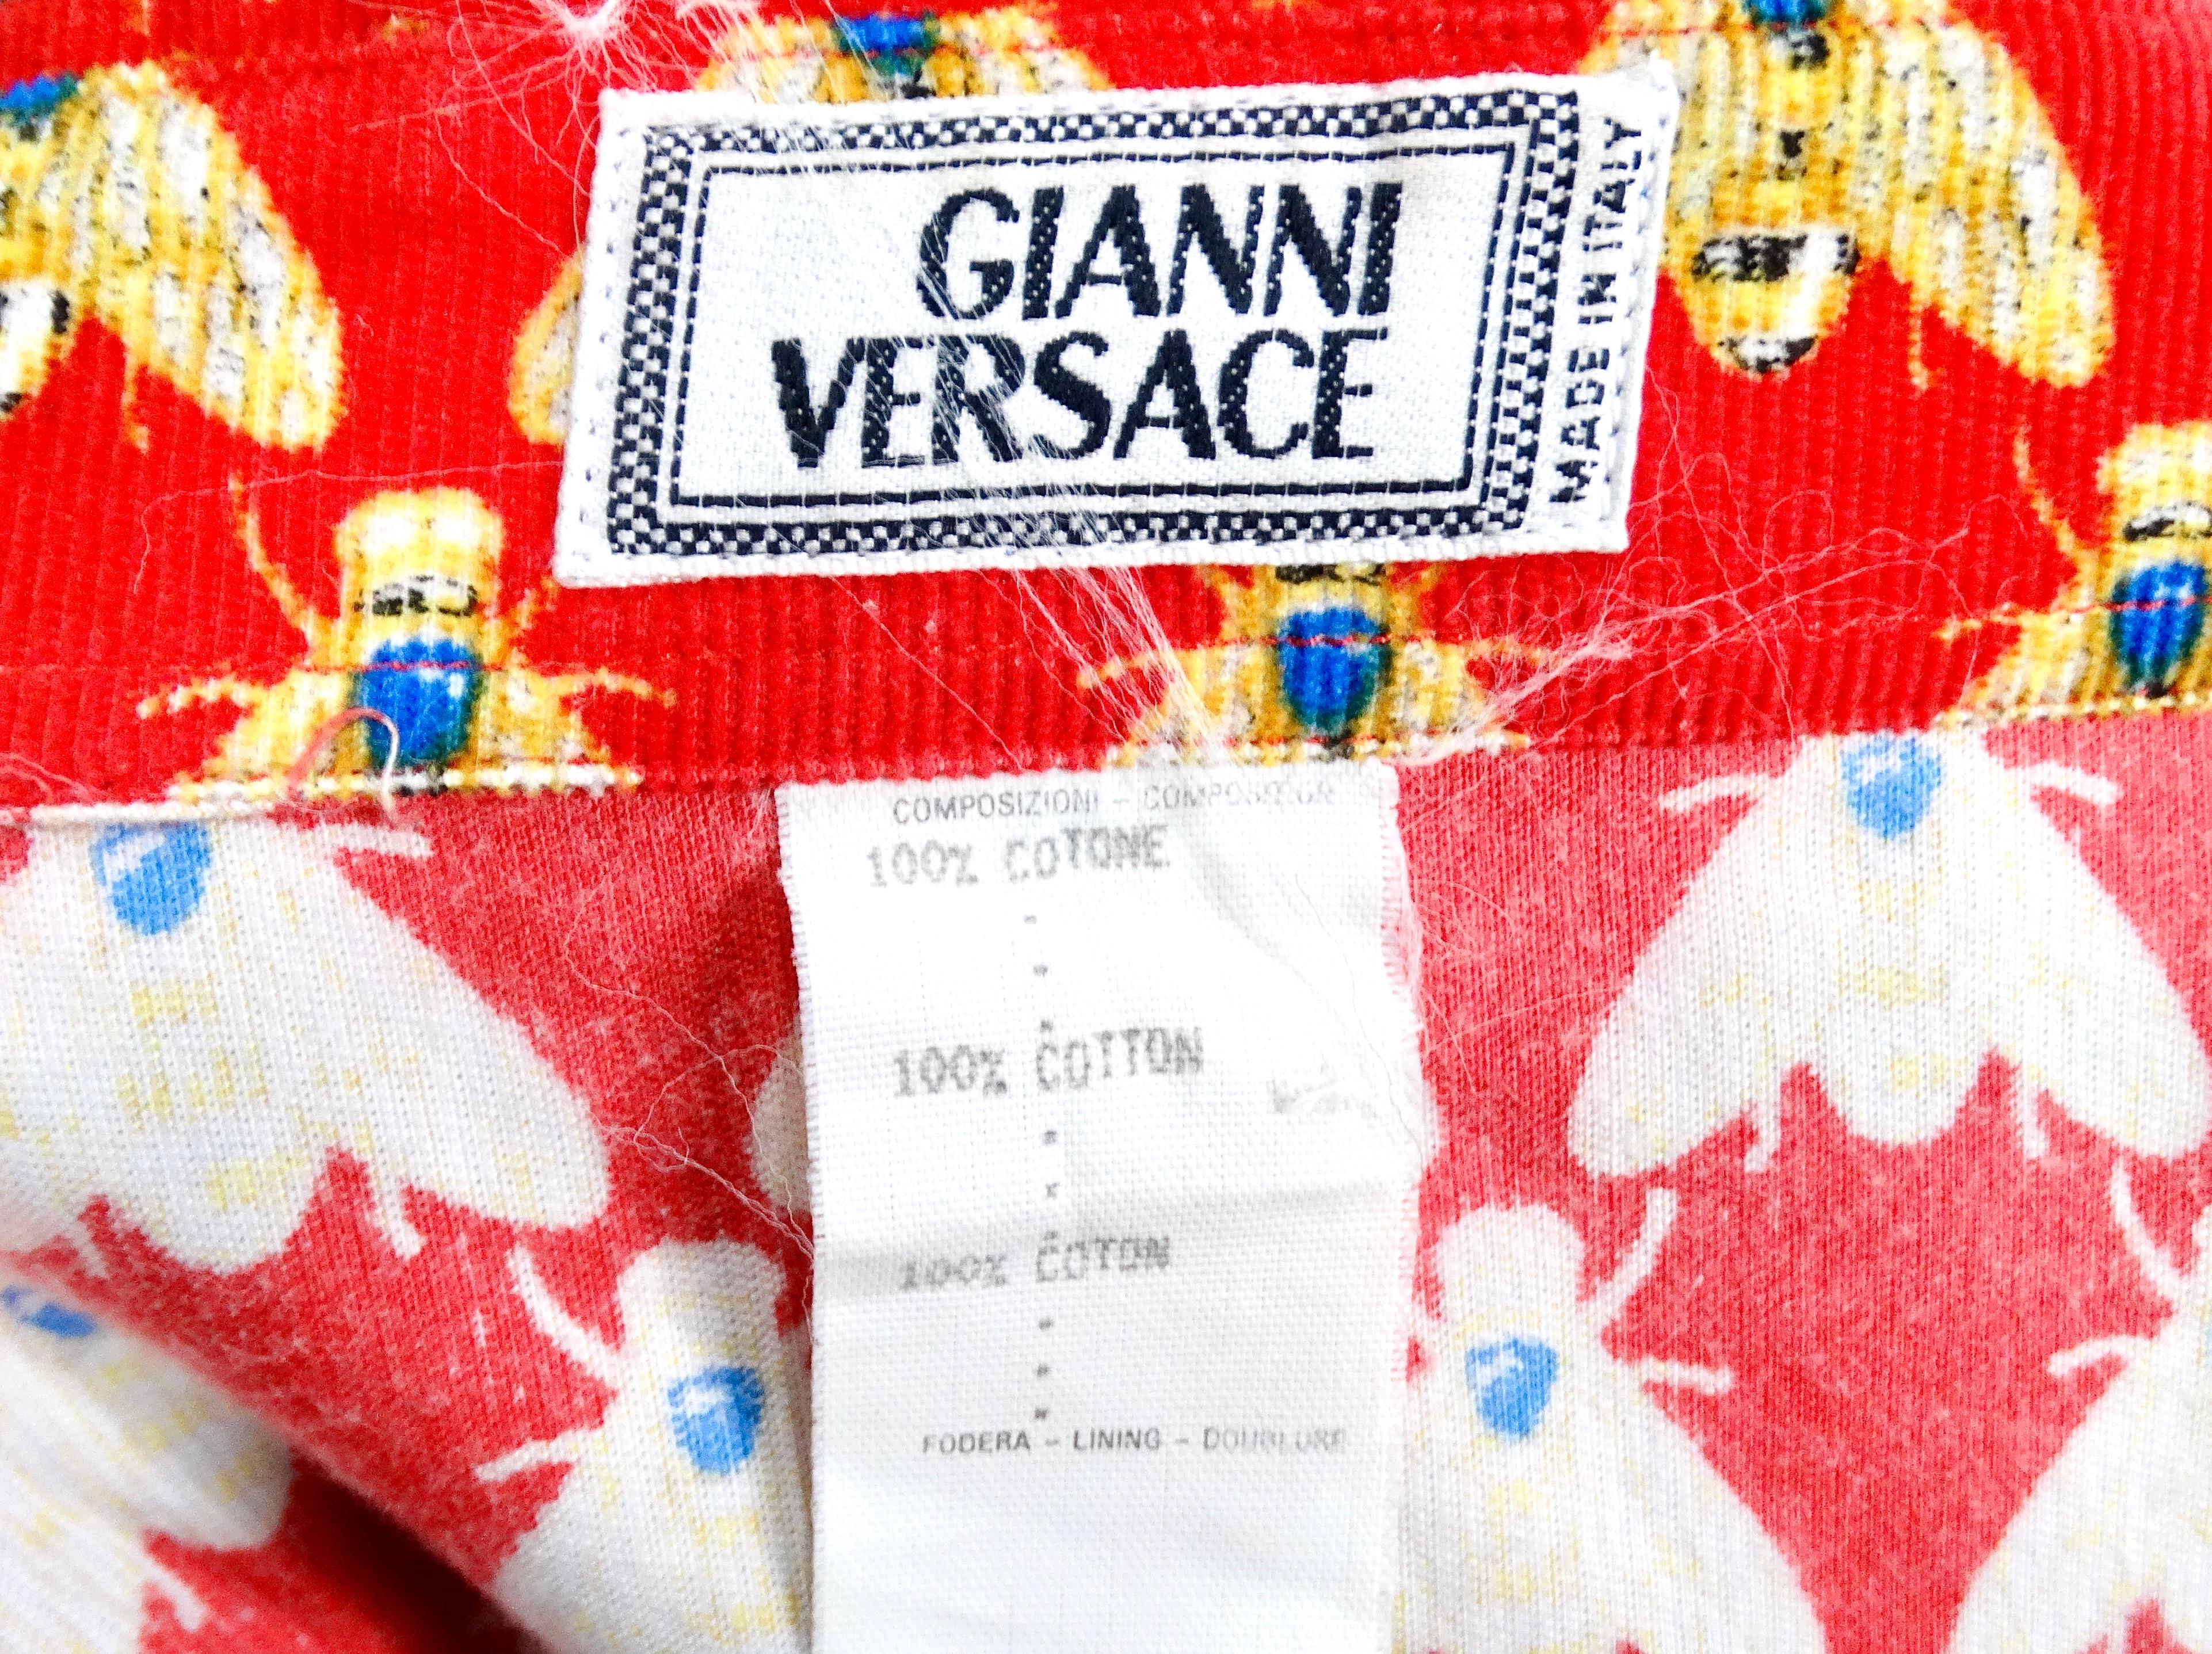 GIANNI
VERSACE
MADE IN ITALY
COMPOSIZIONI - COMPOSITION
100% COTONE
100% COTTON
100% COTON
FODERA - LINING - DOUBLURE